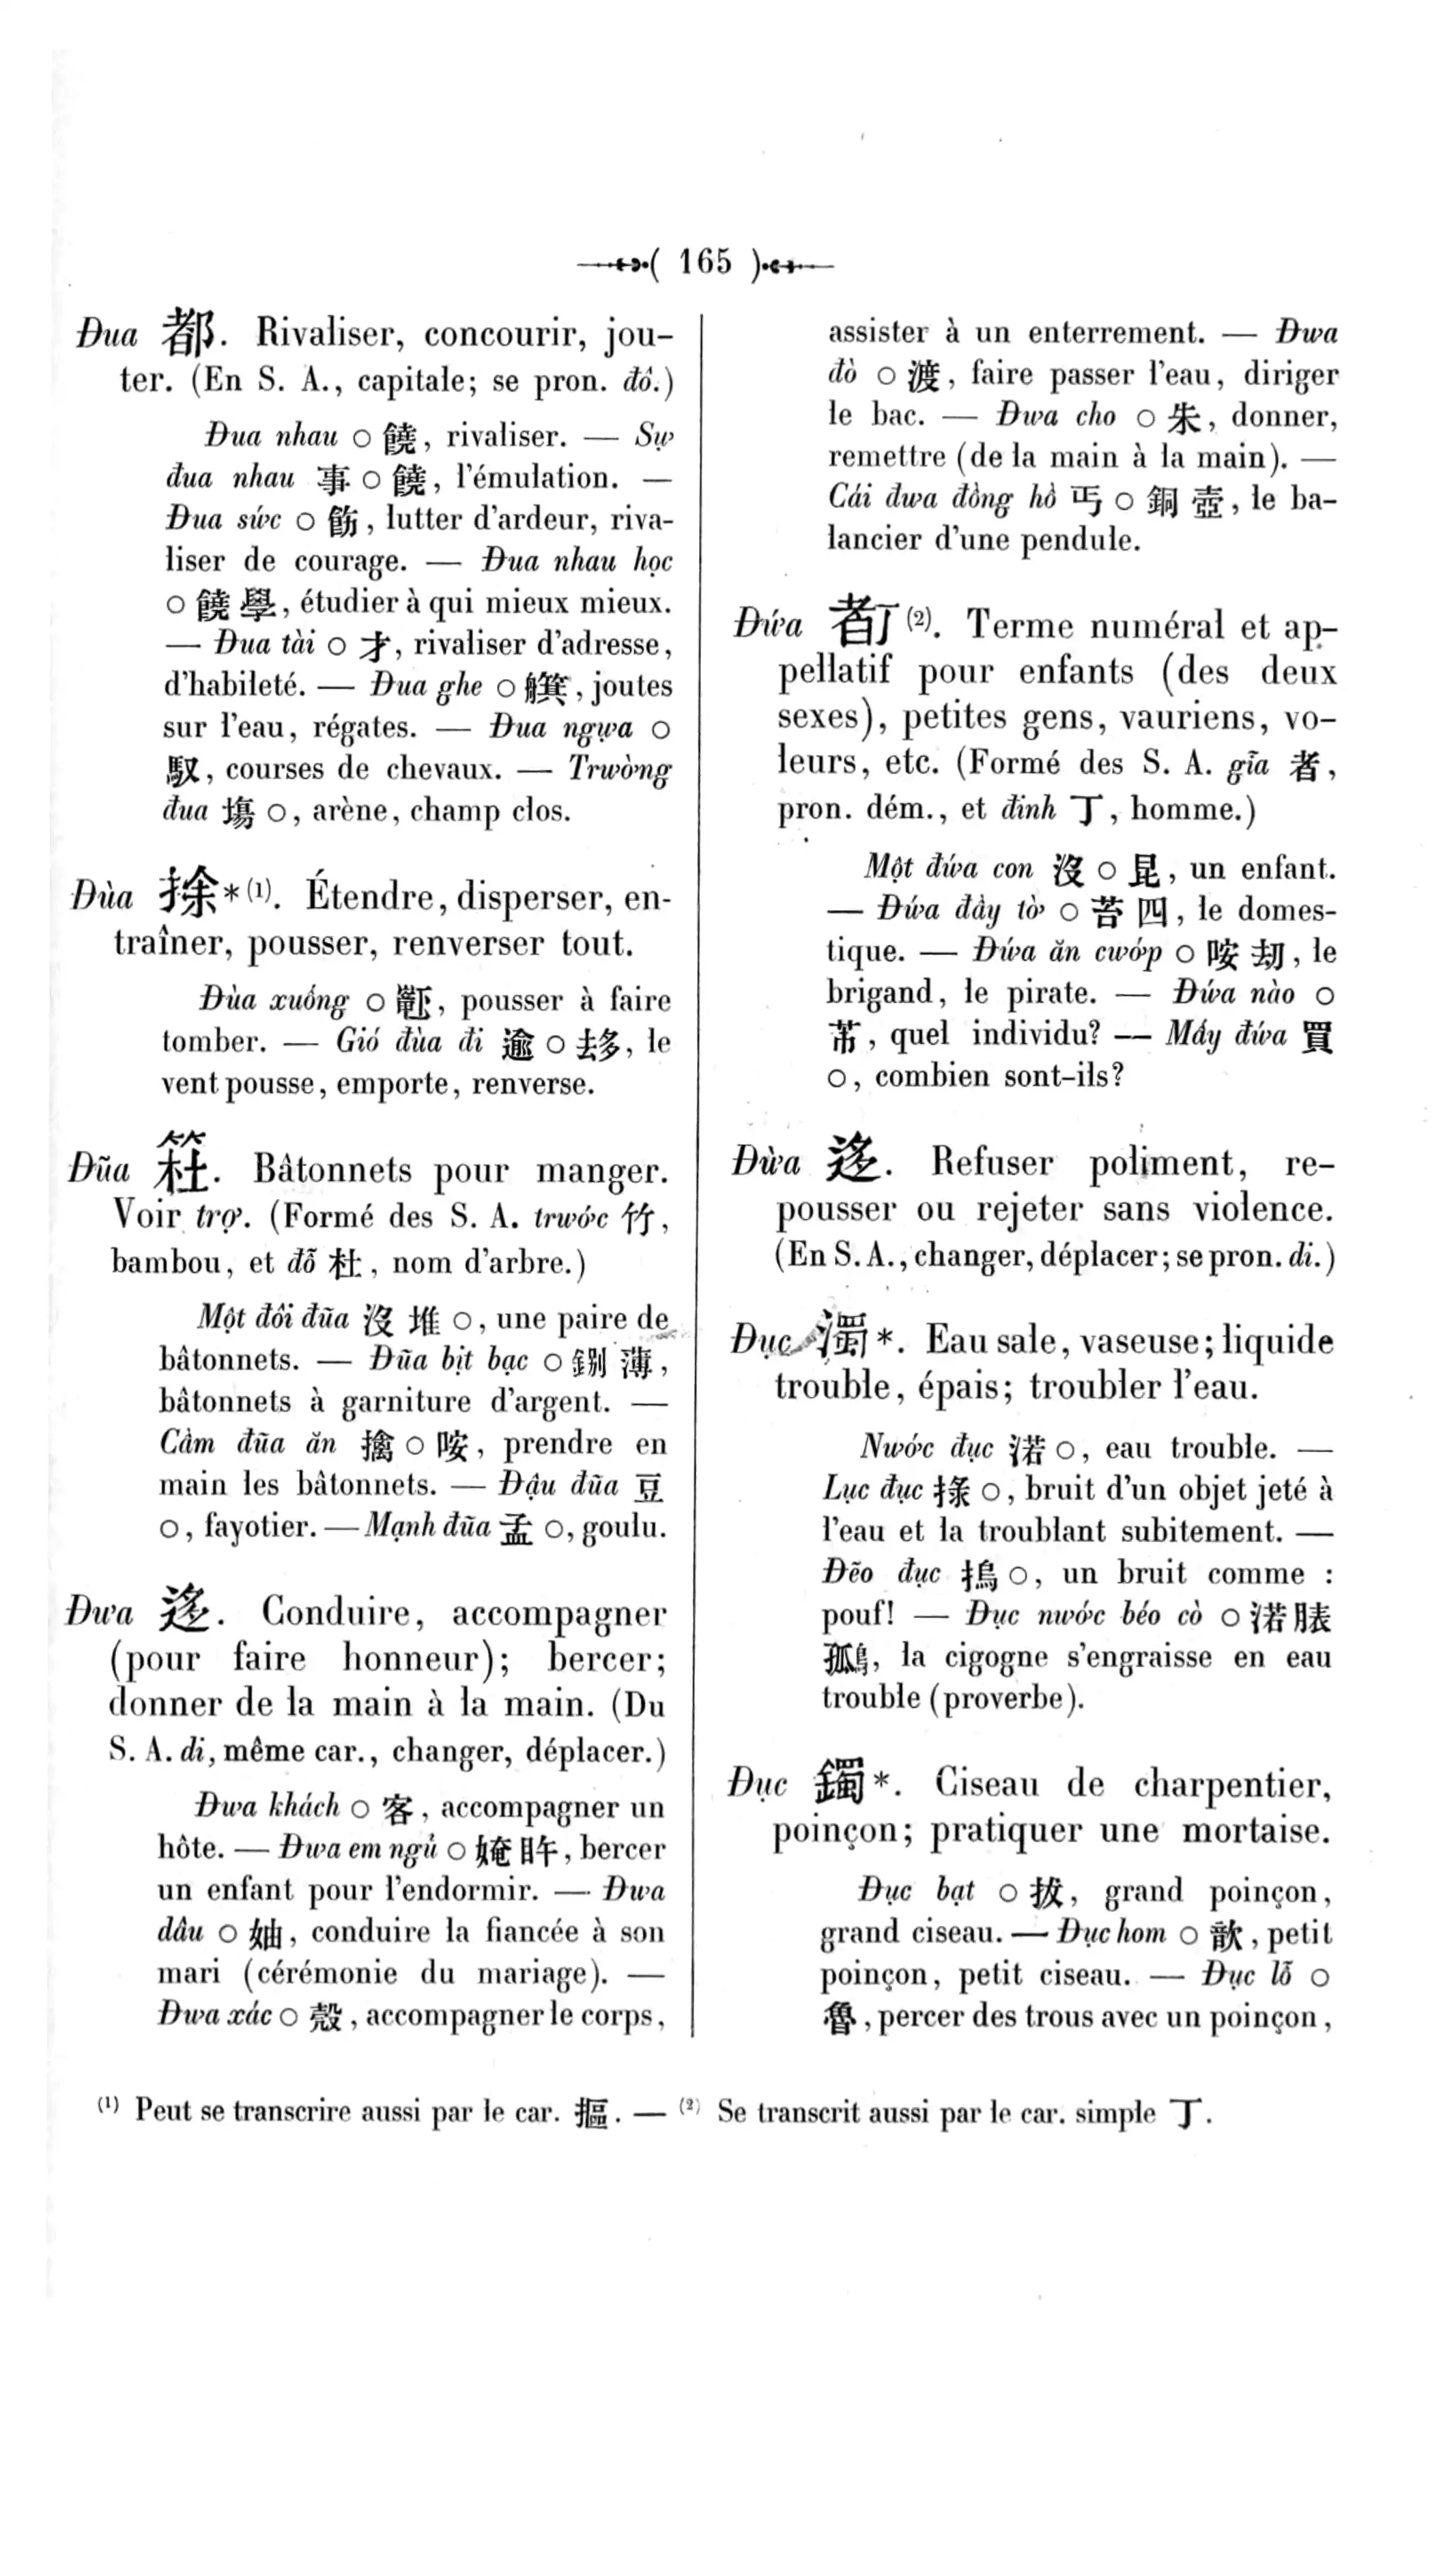 ( 165 )
Đua 都. Rivaliser, concourir, jou-
ter. (En S. A., capitale; se pron. đô.)
Đua nhau ○ 饒, rivaliser. — Sự
đua nhau 事 ○ 饒, l'émulation. —
Đua sức ○ 飭, lutter d'ardeur, riva-
liser de courage. — Đua nhau học
○ 饒 學, étudier à qui mieux mieux.
— Đua tài ○ 才, rivaliser d'adresse,
d'habileté. — Đua ghe ○, joutes
sur l'eau, régates. — Đua ngựa ○
馭, courses de chevaux. — Trường
đua 塲 ○, arène, champ clos.
Đùa 捈 * (1). Étendre, disperser, en-
traîner, pousser, renverser tout.
Đùa xuống ○, pousser à faire
tomber. — Gió đùa đi 逾 ○ 𠫾, le
vent pousse, emporte, renverse.
Đũa 𥮊. Bâtonnets pour manger.
Voir trợ. (Formé des S. A. trước 竹,
bambou, et đỗ 杜, nom d'arbre.)
Một đôi đũa 沒 堆 ○, une paire de
bâtonnets. — Đũa bịt bạc ○ 薄,
bâtonnets à garniture d'argent. —
Cầm đũa ăn 擒 ○ 咹, prendre en
main les bâtonnets. — Đậu đũa 豆
○, fayotier. — Mạnh đũa 孟 ○, goulu.
Đưa 迻. Conduire, accompagner
(pour faire honneur); bercer;
donner de la main à la main. (Du
S. A. di, même car., changer, déplacer.)
Đưa khách ○ 客, accompagner un
hôte. — Đưa em ngủ ○ 㛪 𥄭, bercer
un enfant pour l'endormir. — Đưa
dâu ○ 妯, conduire la fiancée à son
mari (cérémonie du mariage). —
Đưa xác ○ 殼, accompagner le corps,
assister à un enterrement. — Đưa
đò ○ 渡, faire passer l'eau, diriger
le bac. — Đưa cho ○ 朱, donner,
remettre (de la main à la main). —
Cái đưa đồng hồ 丐 ○ 銅 壺, le ba-
lancier d'une pendule.
Đứa 𠀲 (2). Terme numéral et ap-
pellatif pour enfants (des deux
sexes), petites gens, vauriens, vo-
leurs, etc. (Formé des S. A. giả 者,
pron. dém., et đinh 丁, homme.)
Một đứa con 沒 ○ 昆, un enfant.
— Đứa đầy tờ ○ 苔 四, le domes-
tique. — Đứa ăn cướp ○ 咹 刼, le
brigand, le pirate. — Đứa nào ○
芇, quel individu? — Mấy đứa 買
○, combien sont-ils?
Đừa 迻. Refuser poliment, re-
pousser ou rejeter sans violence.
(En S. A., changer, déplacer; se pron. di.)
Đục 濁 *. Eau sale, vaseuse; liquide
trouble, épais; troubler l'eau.
Nước đục 渃 ○, eau trouble. —
Lục đục 㧽 ○, bruit d'un objet jeté à
l'eau et la troublant subitement. —
Đẽo đục 搗 ○, un bruit comme :
pouf! — Đục nước béo cò ○ 渃 脿
, la cigogne s'engraisse en eau
trouble (proverbe).
Đục 鐲 *. Ciseau de charpentier,
poinçon; pratiquer une mortaise.
Đục bạt ○ 拔, grand poinçon,
grand ciseau. — Đục hom ○ 歆, petit
poinçon, petit ciseau. — Đục lỗ ○
魯, percer des trous avec un poinçon,
(1) Peut se transcrire aussi par le car. 摳. — (2) Se transcrit aussi par le car. simple 丁.